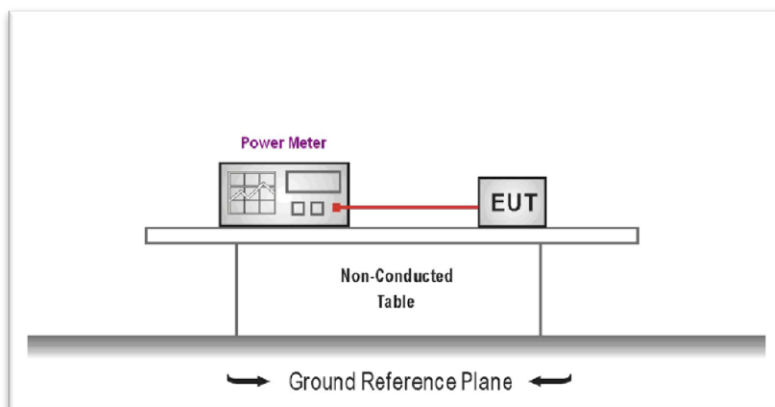 Power Meter
EUT
Non-Conducted
Table
Ground Reference Plane